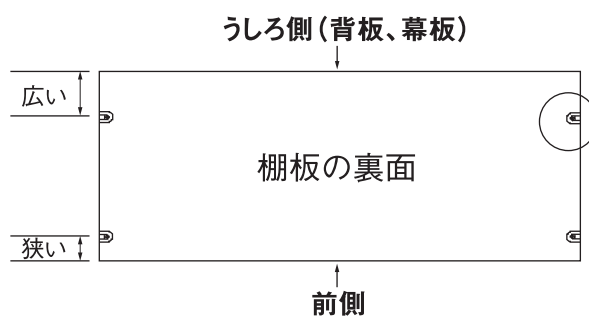 うしろ側（背板、幕板）
広い
棚板の裏面
狭い
前側